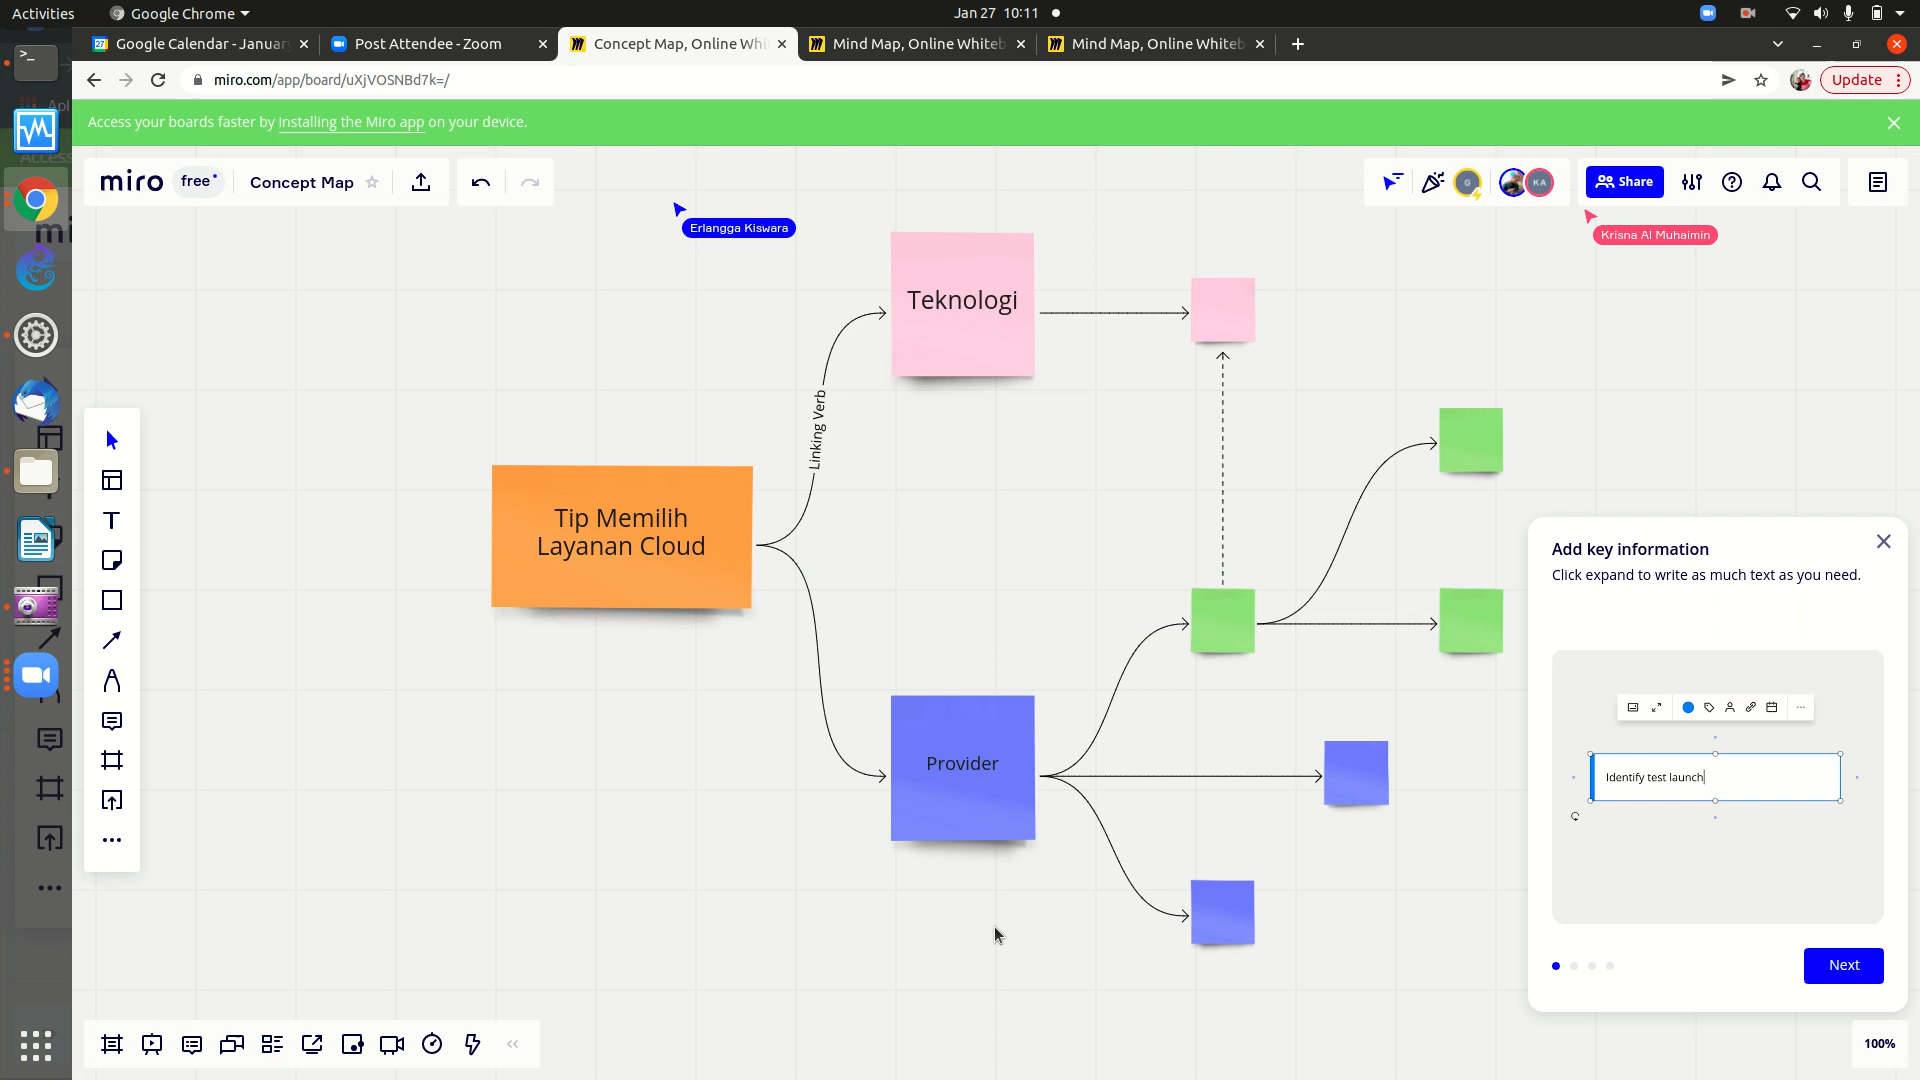 Activities
Google Chrome
Jan 27 10:11
Google Calendar - Januar
Post Attendee - Zoom
Concept Map, Online Whi
Mind Map, Online Whiteb
Mind Map, Online Whiteb
miro.com/app/board/uXjVOSNBd7k=/
Update
Access your boards faster by installing the Miro app on your device.
miro
free
Concept Map
G
KA
Share
Erlangga Kiswara
Krisna Al Muhaimin
Teknologi
Linking Verb
Tip Memilih
Layanan Cloud
Provider
Add key information
Click expand to write as much text as you need.
Identify test launch
Next
100%